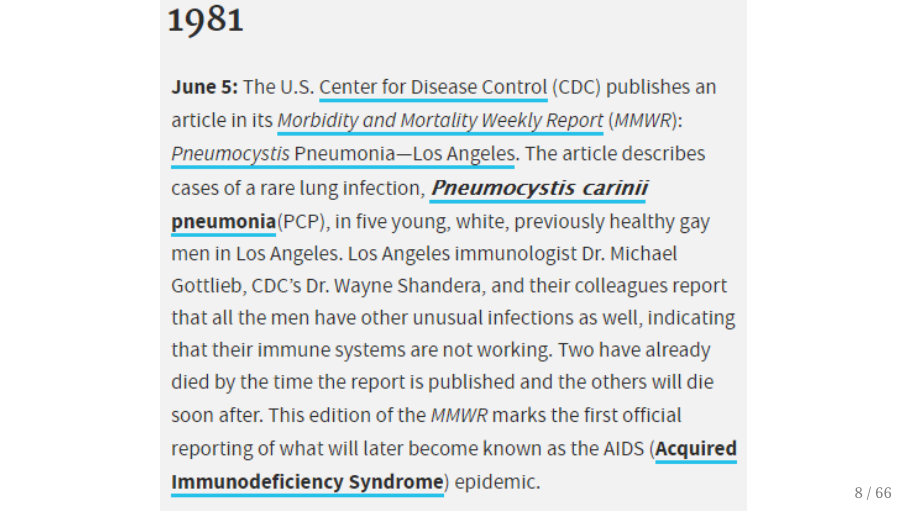 1981
June 5: The U.S. Center for Disease Control (CDC) publishes an
article in its Morbidity and Mortality Weekly Report (MMWR):
Pneumocystis Pneumonia—Los Angeles. The article describes
cases of a rare lung infection, Pneumocystis carinii
pneumonia(PCP), in five young, white, previously healthy gay
men in Los Angeles. Los Angeles immunologist Dr. Michael
Gottlieb, CDC’s Dr. Wayne Shandera, and their colleagues report
that all the men have other unusual infections as well, indicating
that their immune systems are not working. Two have already
died by the time the report is published and the others will die
soon after. This edition of the MMWR marks the first official
reporting of what will later become known as the AIDS (Acquired
Immunodeficiency Syndrome) epidemic.
8 / 66